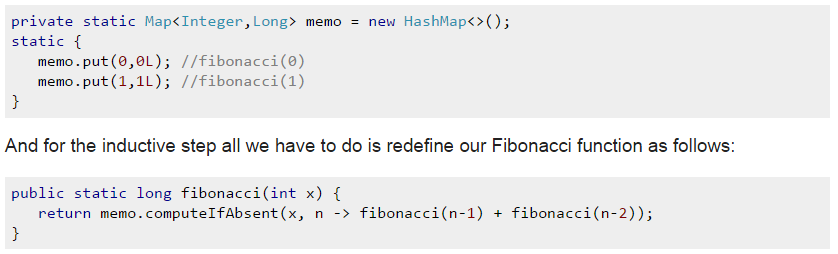 private static Map<Integer,Long> memo = new HashMap<>();
static {
   memo.put(0,0L); //fibonacci(0)
   memo.put(1,1L); //fibonacci(1)
}
And for the inductive step all we have to do is redefine our Fibonacci function as follows:
public static long fibonacci(int x) {
   return memo.computeIfAbsent(x, n -> fibonacci(n-1) + fibonacci(n-2));
}